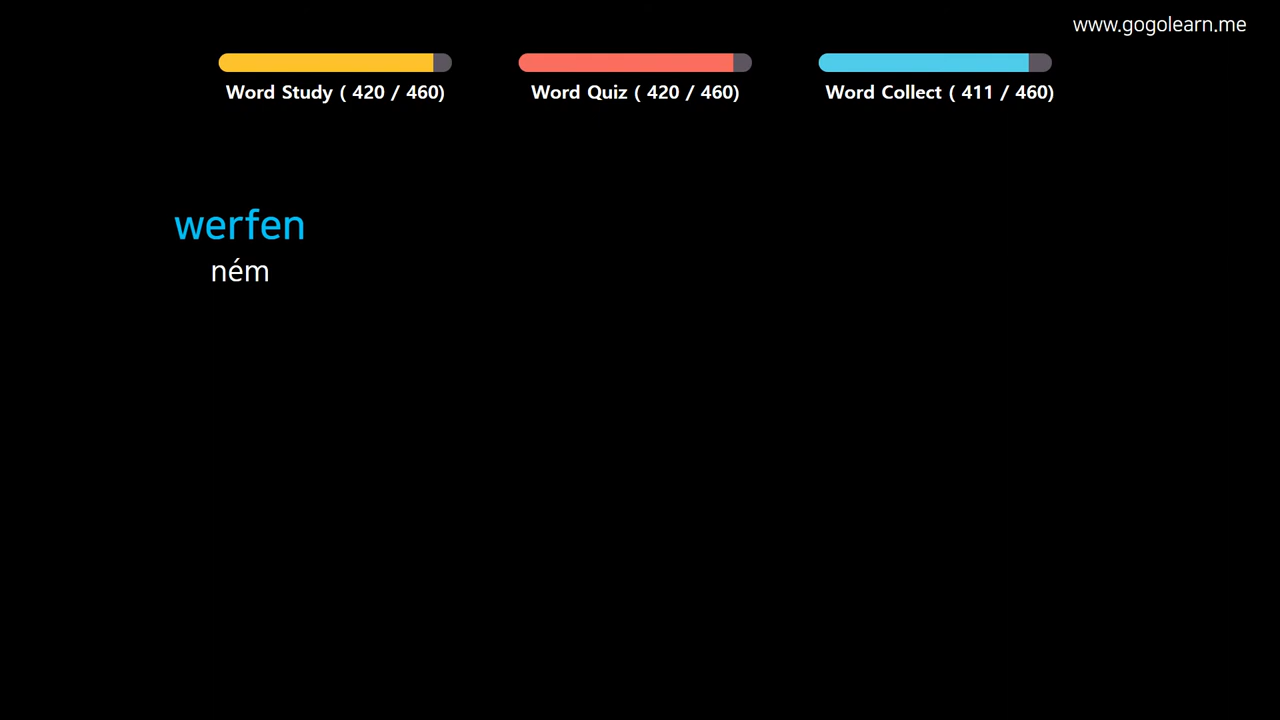 www.gogolearn.me
Word Study ( 420 / 460)
Word Quiz ( 420 / 460)
Word Collect ( 411 / 460)
werfen
ném